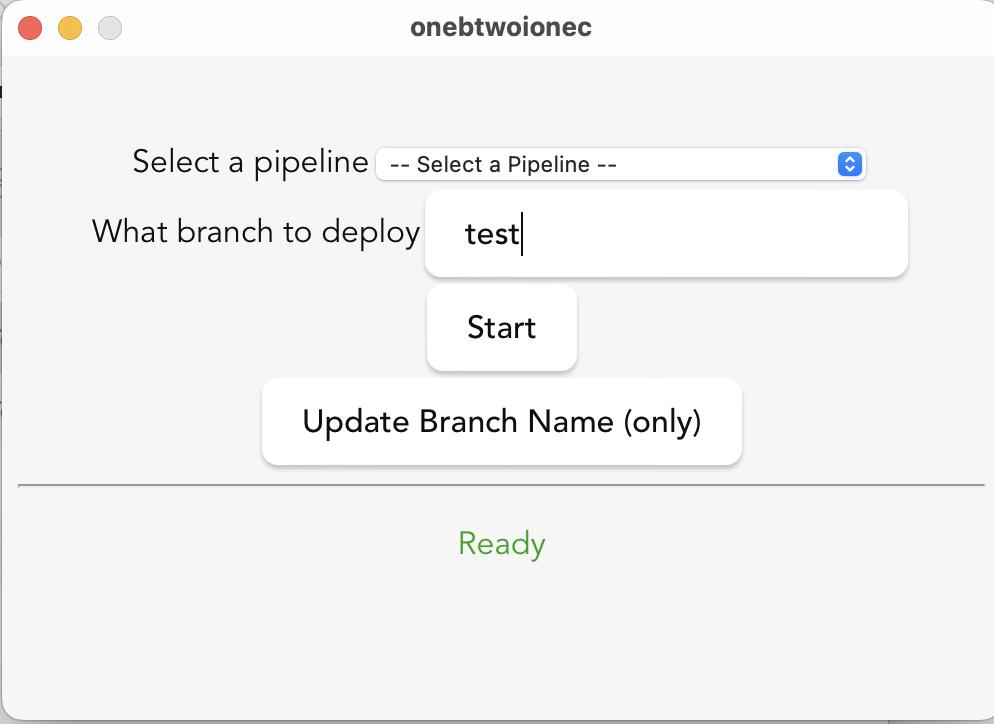 onebtwoionec
Select a pipeline -- Select a Pipeline --
What branch to deploy test
Start
Update Branch Name (only)
Ready